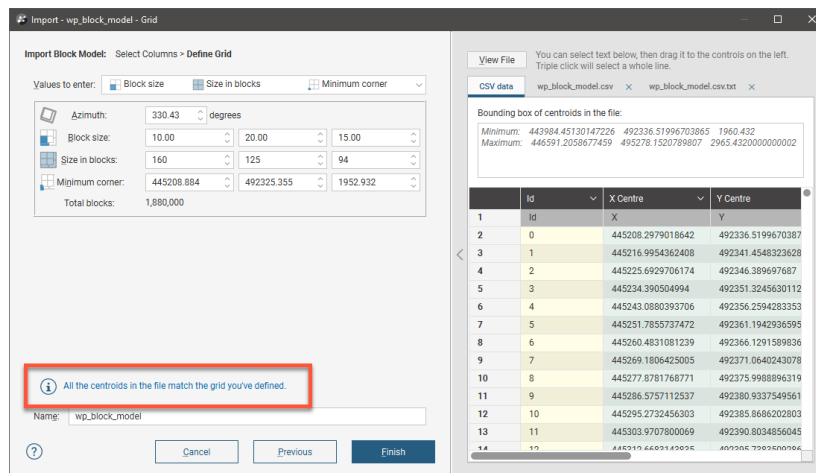 Import - wp_block_model - Grid
Import Block Model: Select Columns > Define Grid
Values to enter: Block size Size in blocks Minimum corner
Azimuth: 330.43 degrees
Block size: 10.00 20.00 15.00
Size in blocks: 160 125 94
Minimum corner: 445208.884 492325.355 1952.932
Total blocks: 1,880,000
All the centroids in the file match the grid you've defined.
Name: wp_block_model
Cancel Previous Finish
View File
You can select text below, then drag it to the controls on the left.
Triple click will select a whole line.
CSV data wp_block_model.csv wp_block_model.csv.txt
Bounding box of centroids in the file:
Minimum: 443984.45130147226 492336.51996703865 1960.432
Maximum: 446591.2058677459 495278.1520789807 2965.4320000000002
Id X Centre Y Centre
1 Id X Y
2 0 445208.2979018642 492336.5199670387
3 1 445216.9954362408 492341.4548323628
4 2 445225.6929706174 492346.389697687
5 3 445234.390504994 492351.3245630112
6 4 445243.0880393706 492356.2594283353
7 5 445251.7855737472 492361.1942936595
8 6 445260.4831081239 492366.1291589836
9 7 445269.1806425005 492371.0640243078
10 8 445277.8781768771 492375.9988896319
11 9 445286.5757112537 492380.9337549561
12 10 445295.2732456303 492385.8686202803
13 11 445303.9707800069 492390.8034856045
14 12 445312.6683143835